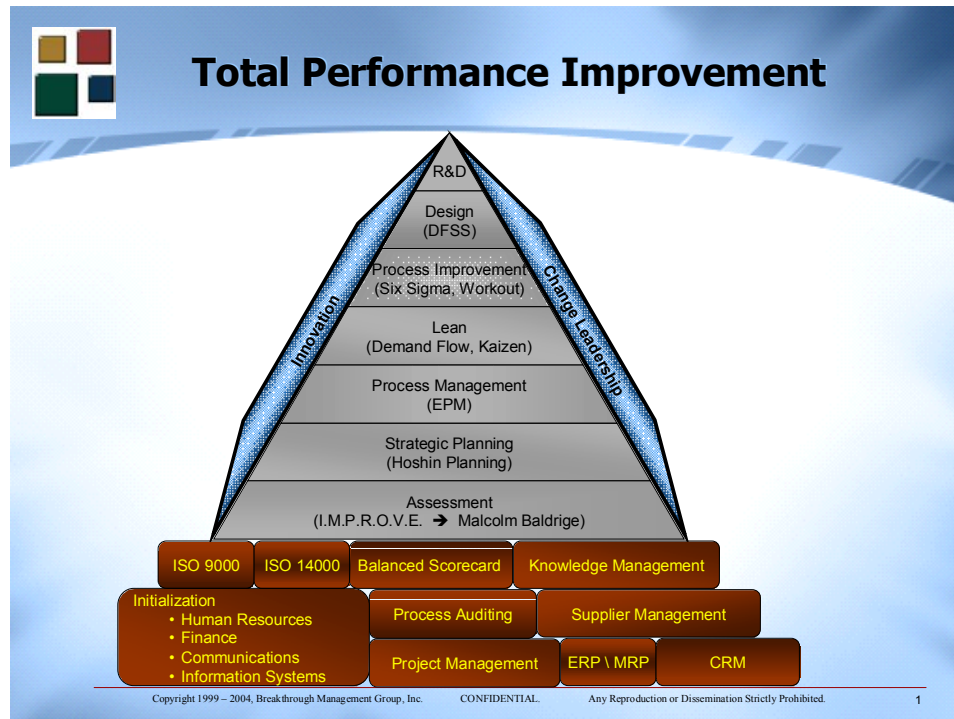 Total Performance Improvement
R&D
Design
(DFSS)
Process Improvement
(Six Sigma, Workout)
Lean
(Demand Flow, Kaizen)
Process Management
(EPM)
Strategic Planning
(Hoshin Planning)
Assessment
(I.M.P.R.O.V.E. ➔ Malcolm Baldrige)
Innovation
Change Leadership
ISO 9000
ISO 14000
Balanced Scorecard
Knowledge Management
Initialization
• Human Resources
• Finance
• Communications
• Information Systems
Process Auditing
Supplier Management
Project Management
ERP \ MRP
CRM
Copyright 1999 – 2004, Breakthrough Management Group, Inc. CONFIDENTIAL. Any Reproduction or Dissemination Strictly Prohibited. 1